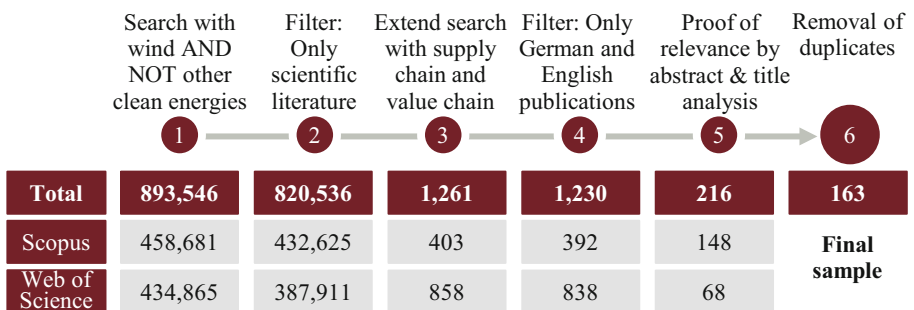 Search with
wind AND
NOT other
clean energies
Filter:
Only
scientific
literature
Extend search
with supply
chain and
value chain
Filter: Only
German and
English
publications
Proof of
relevance by
abstract & title
analysis
Removal of
duplicates
1 2 3 4 5 6
Total 893,546 820,536 1,261 1,230 216 163
Scopus 458,681 432,625 403 392 148
Web of
Science 434,865 387,911 858 838 68
Final
sample